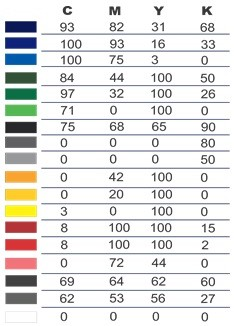 C M Y K
93 82 31 68
100 93 16 33
100 75 3 0
84 44 100 50
97 32 100 26
71 0 100 0
75 68 65 90
0 0 0 80
0 0 0 50
0 42 100 0
0 20 100 0
3 0 100 0
8 100 100 15
8 100 100 2
0 72 44 0
69 64 62 60
62 53 56 27
0 0 0 0